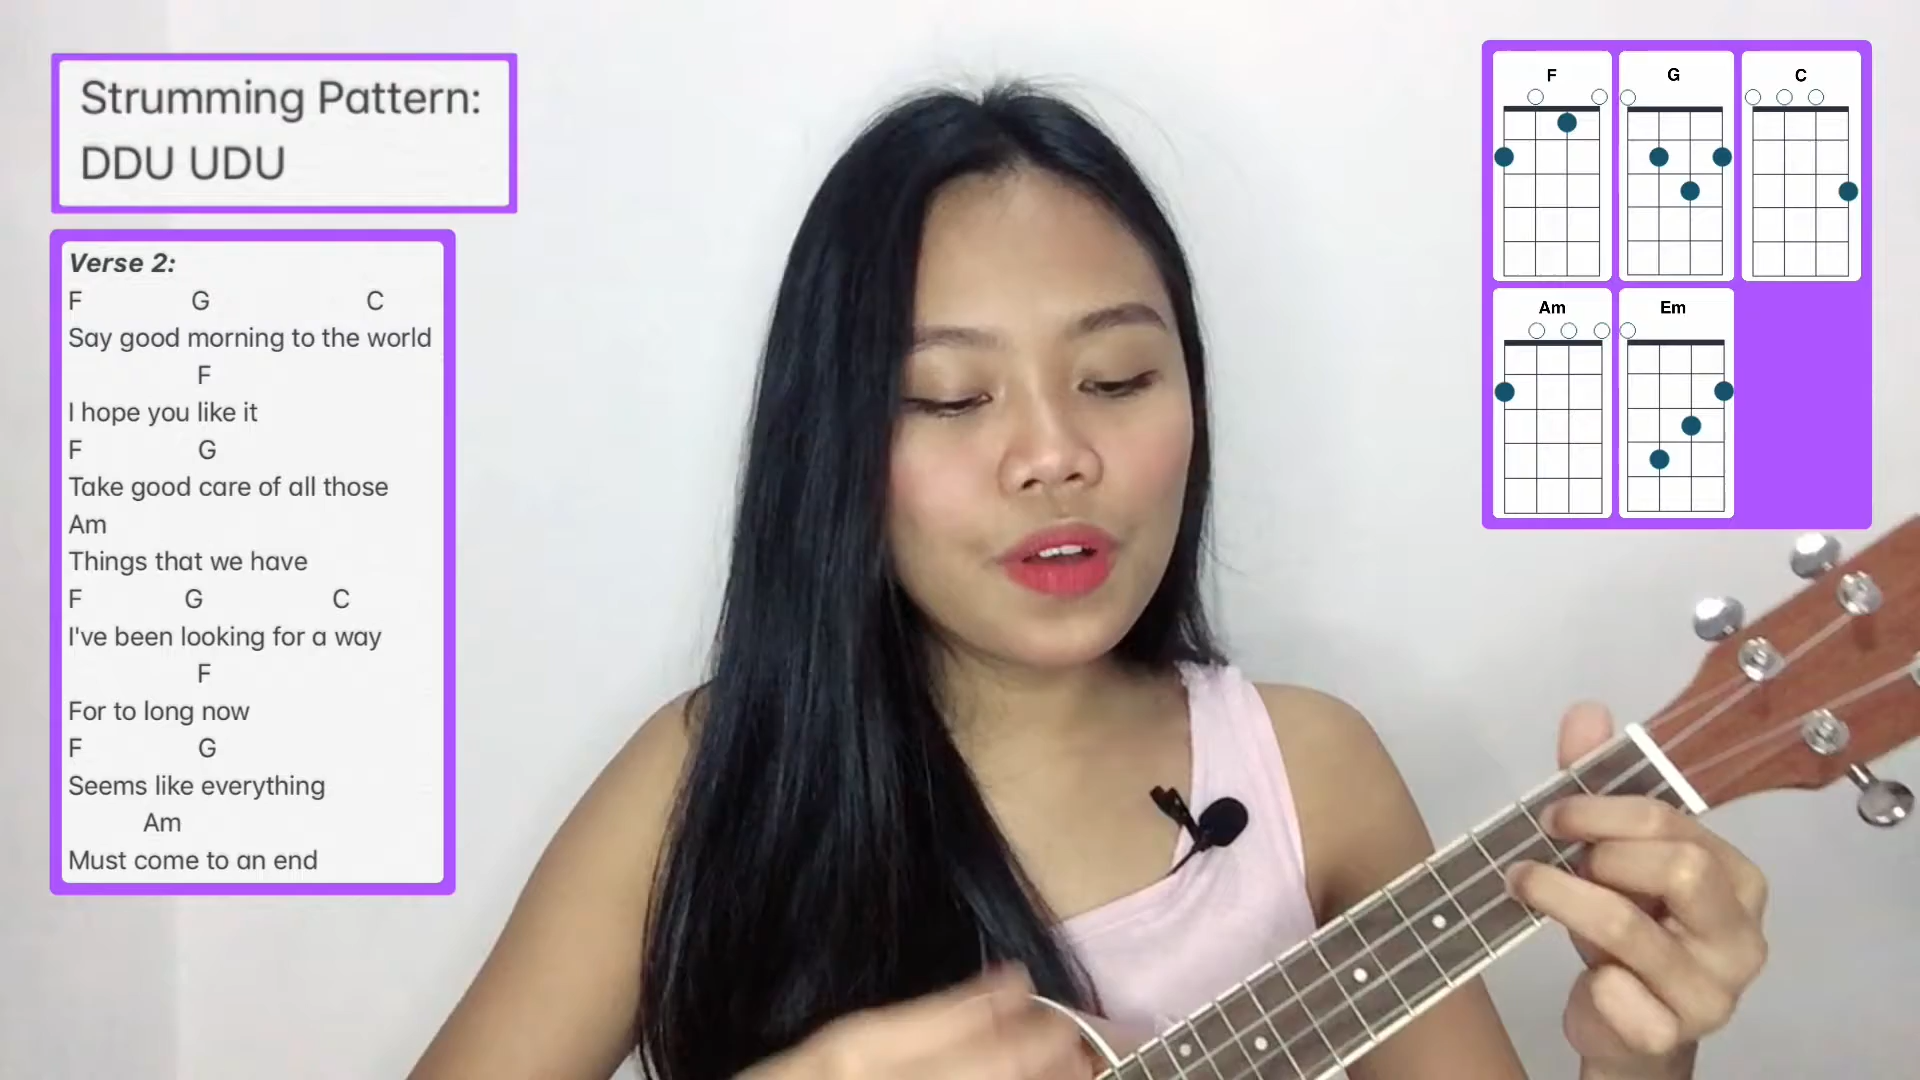 Strumming Pattern:
DDU UDU
Verse 2:
F G C
Say good morning to the world
F
I hope you like it
F G
Take good care of all those
Am
Things that we have
F G C
I've been looking for a way
F
For to long now
F G
Seems like everything
Am
Must come to an end
F G C
Am Em